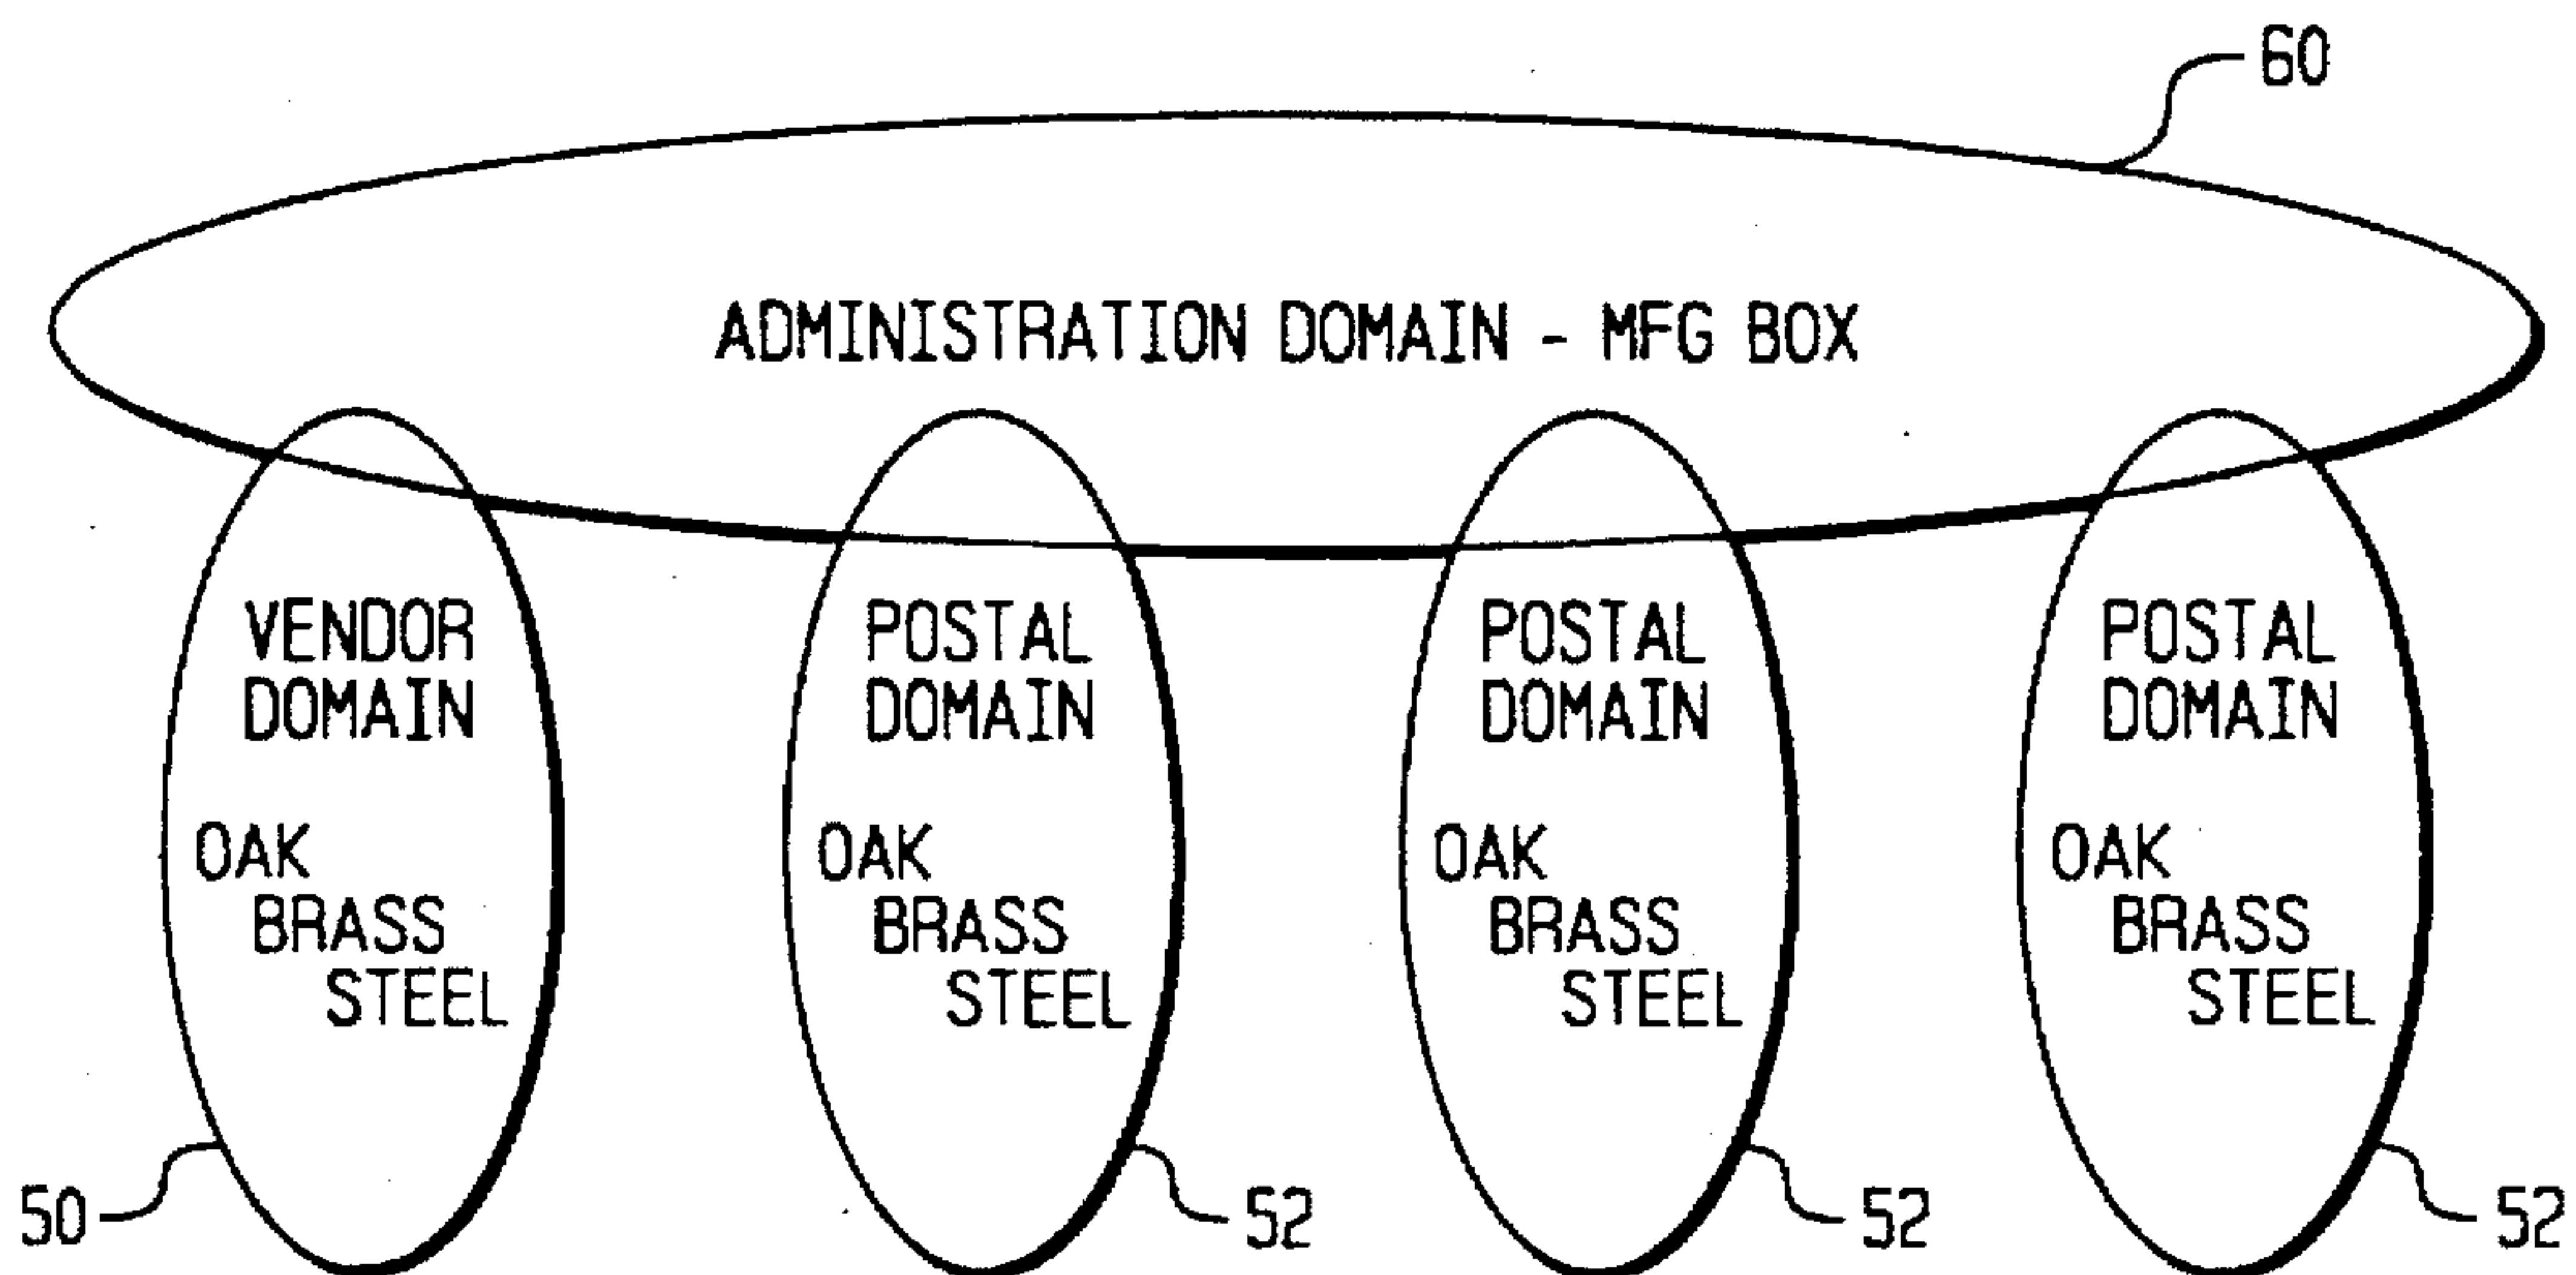 60
ADMINISTRATION DOMAIN - MFG BOX
VENDOR
DOMAIN
OAK
BRASS
STEEL
50
POSTAL
DOMAIN
OAK
BRASS
STEEL
52
POSTAL
DOMAIN
OAK
BRASS
STEEL
52
POSTAL
DOMAIN
OAK
BRASS
STEEL
52